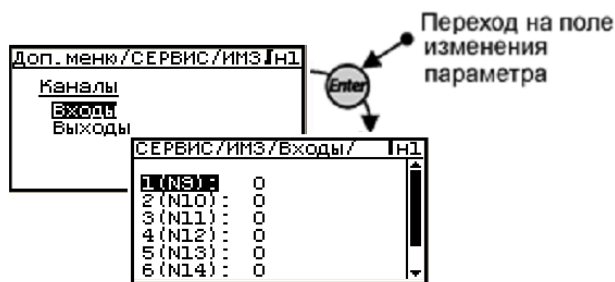 Переход на поле
изменения
параметра
Enter
Доп.меню/СЕРВИС/ИМЗ н1
Каналы
Входы
Выходы
СЕРВИС/ИМЗ/Входы/ н1
1(N9): 0
2(N10): 0
3(N11): 0
4(N12): 0
5(N13): 0
6(N14): 0